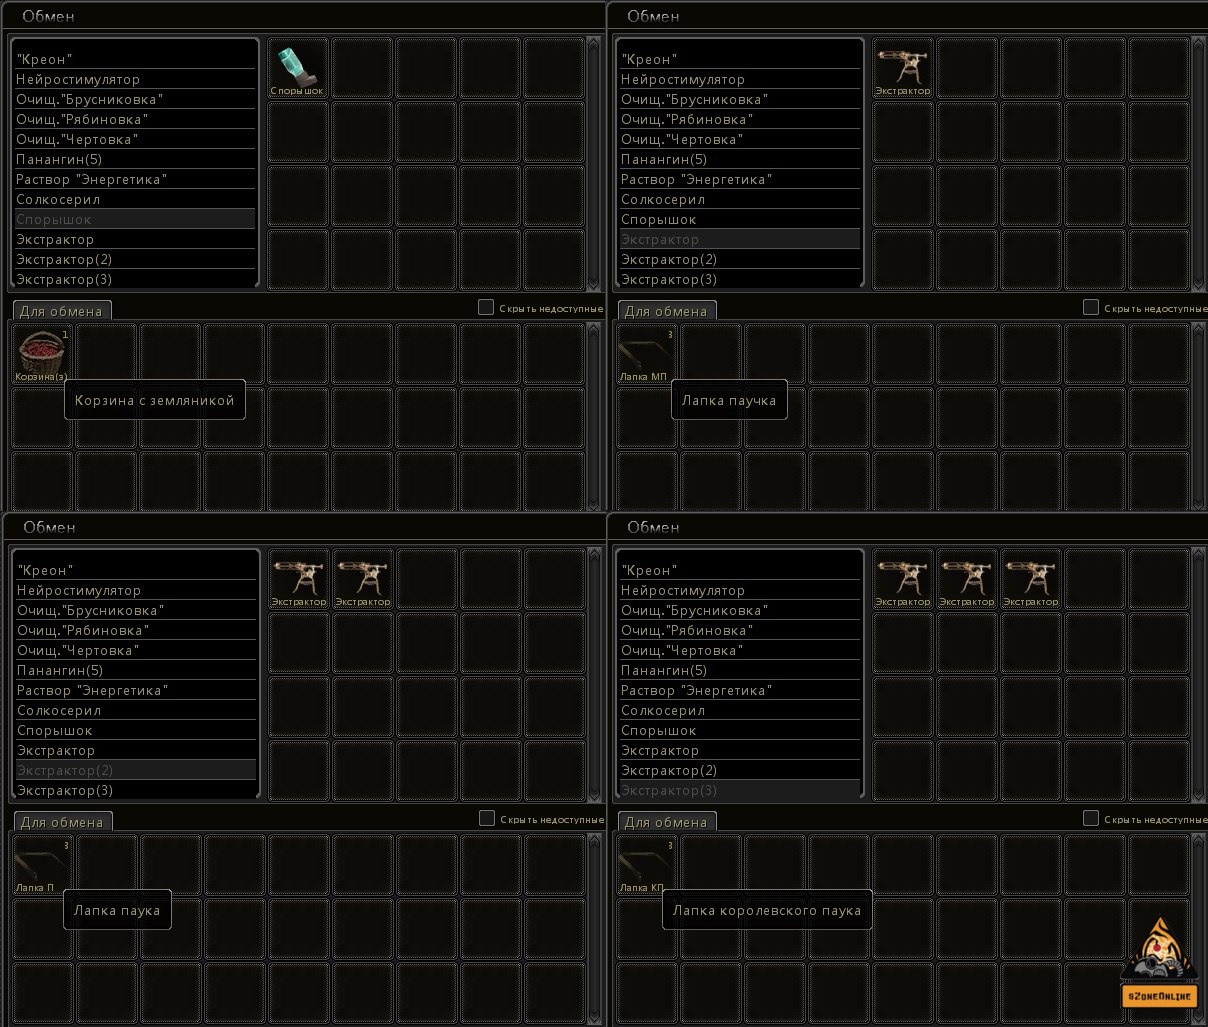 Обмен
"Креон"
Нейростимулятор
Очищ."Брусниковка"
Очищ."Рябиновка"
Очищ."Чертовка"
Панангин(5)
Раствор "Энергетика"
Солкосерил
Спорышок
Экстрактор
Экстрактор(2)
Экстрактор(3)
Спорышок
Для обмена
Скрыть недоступные
1
Корзина(з)
Корзина с земляникой
Обмен
"Креон"
Нейростимулятор
Очищ."Брусниковка"
Очищ."Рябиновка"
Очищ."Чертовка"
Панангин(5)
Раствор "Энергетика"
Солкосерил
Спорышок
Экстрактор
Экстрактор(2)
Экстрактор(3)
Экстрактор
Для обмена
Скрыть недоступные
3
Лапка МП
Лапка паучка
Обмен
"Креон"
Нейростимулятор
Очищ."Брусниковка"
Очищ."Рябиновка"
Очищ."Чертовка"
Панангин(5)
Раствор "Энергетика"
Солкосерил
Спорышок
Экстрактор
Экстрактор(2)
Экстрактор(3)
Экстрактор Экстрактор
Для обмена
Скрыть недоступные
3
Лапка П
Лапка паука
Обмен
"Креон"
Нейростимулятор
Очищ."Брусниковка"
Очищ."Рябиновка"
Очищ."Чертовка"
Панангин(5)
Раствор "Энергетика"
Солкосерил
Спорышок
Экстрактор
Экстрактор(2)
Экстрактор(3)
Экстрактор Экстрактор Экстрактор
Для обмена
Скрыть недоступные
3
Лапка КП
Лапка королевского паука
SZONEONLINE